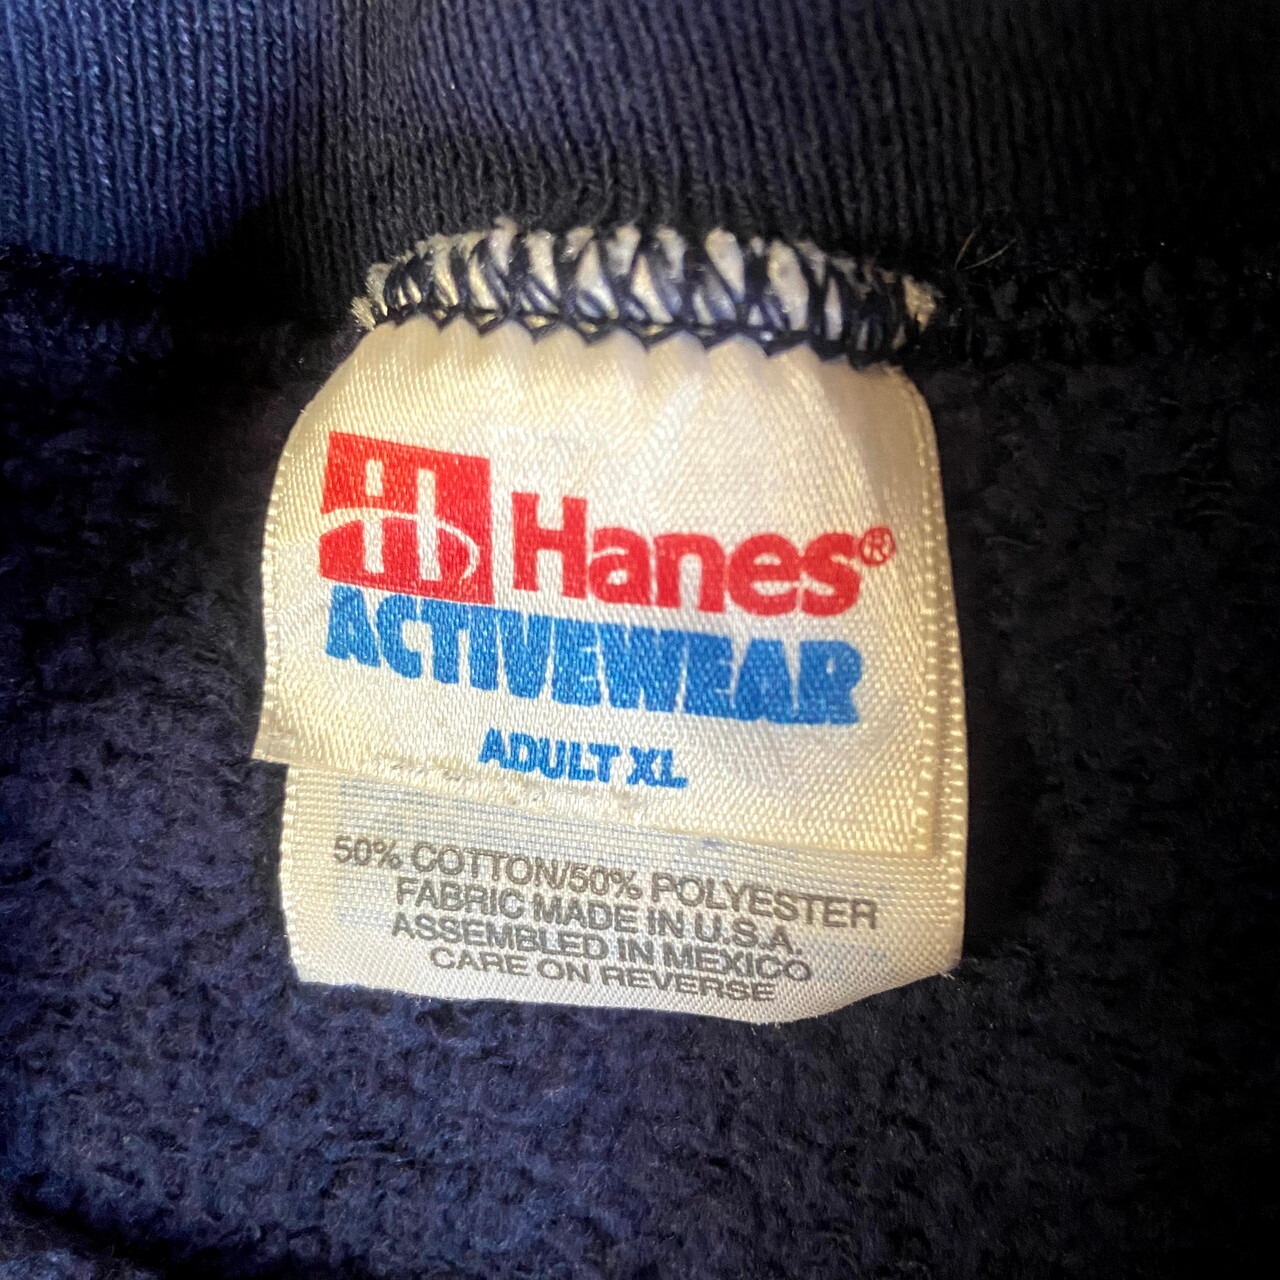 Hanes®
ACTIVEWEAR
ADULT XL
50% COTTON/50% POLYESTER
FABRIC MADE IN U.S.A.
ASSEMBLED IN MEXICO
CARE ON REVERSE